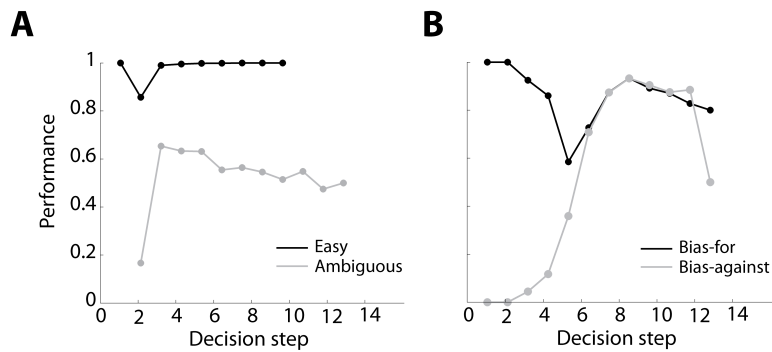 A
B
1
0.8
0.6
0.4
0.2
0
Performance
Easy
Ambiguous
0 2 4 6 8 10 12 14
Decision step
Bias-for
Bias-against
0 2 4 6 8 10 12 14
Decision step